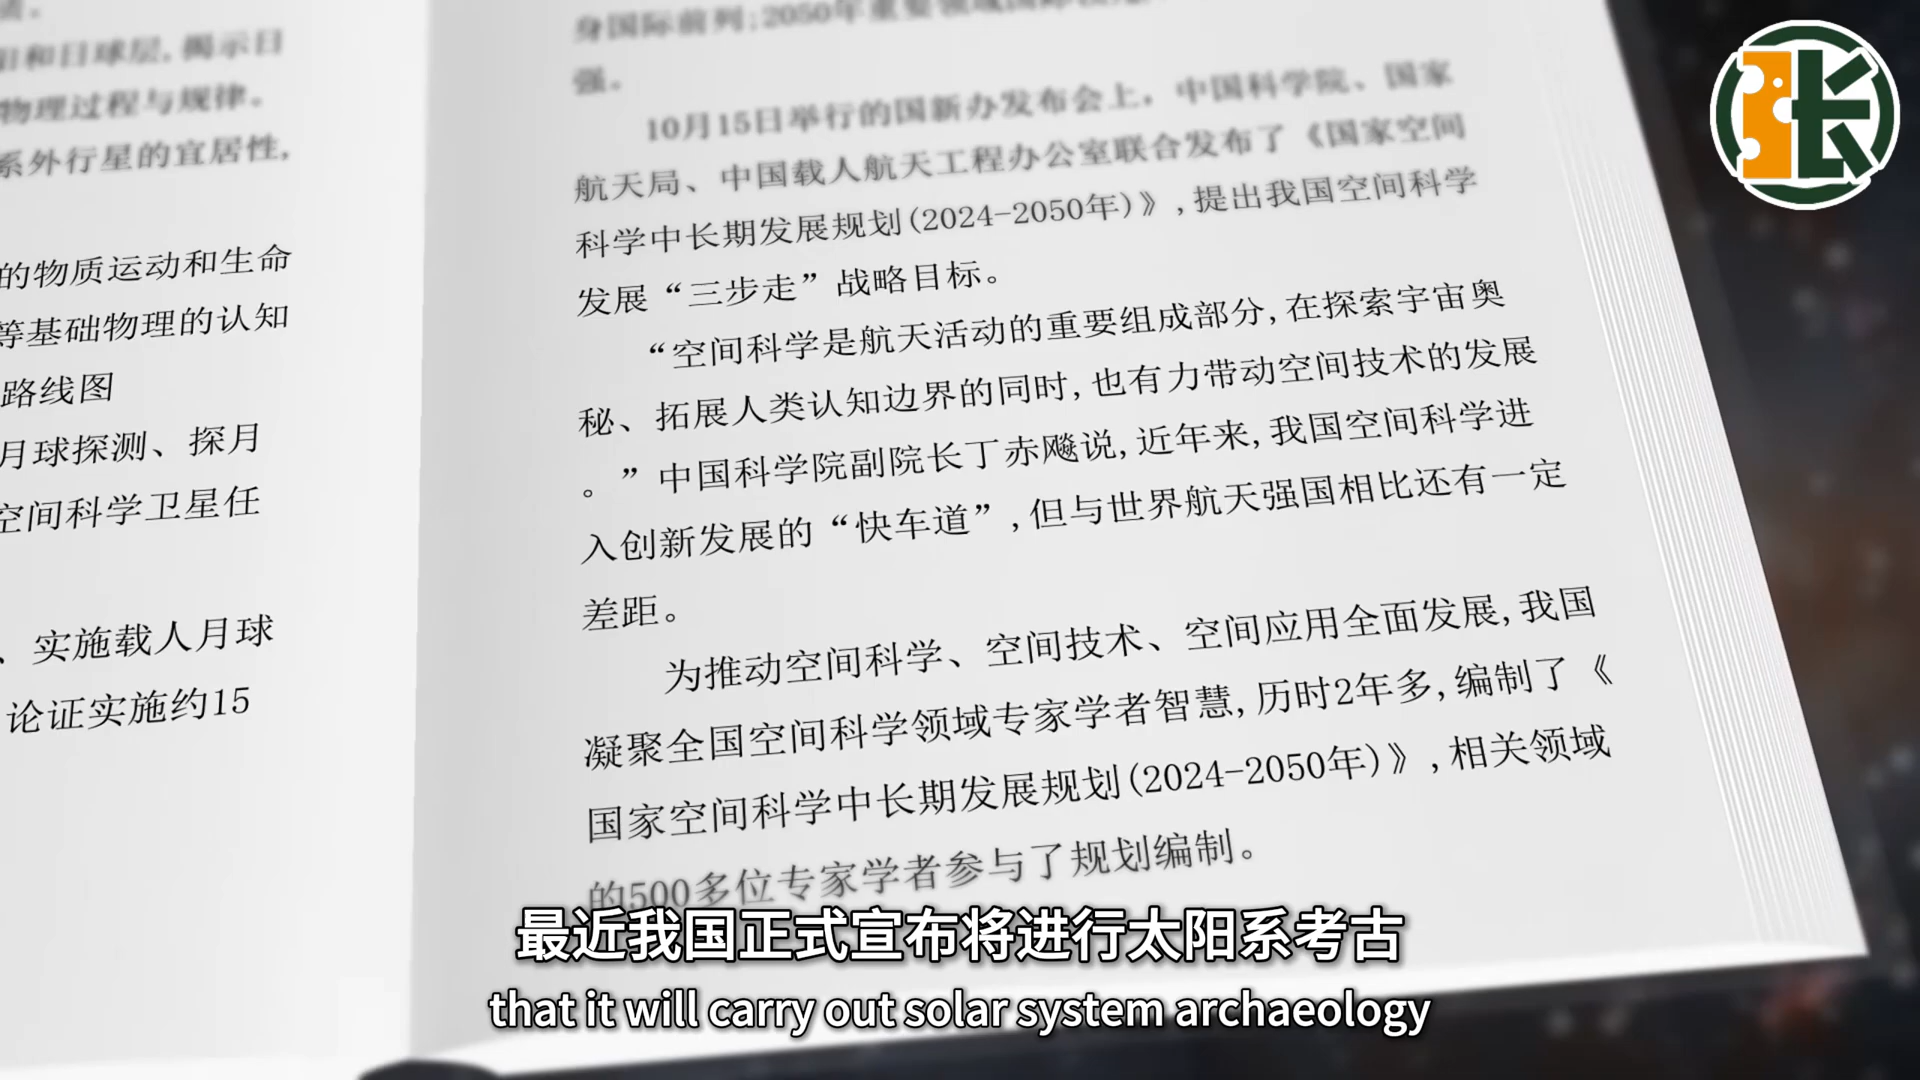 和日球层,揭示日
物理过程与规律。
系外行星的宜居性,
的物质运动和生命
等基础物理的认知
路线图
月球探测、探月
空间科学卫星任
、实施载人月球
论证实施约15
身国际前列;2050年重要领域国际
强。
10月15日举行的国新办发布会上，中国科学院、国家
航天局、中国载人航天工程办公室联合发布了《国家空间
科学中长期发展规划(2024-2050年)》,提出我国空间科学
发展“三步走”战略目标。
“空间科学是航天活动的重要组成部分,在探索宇宙奥
秘、拓展人类认知边界的同时,也有力带动空间技术的发展
。”中国科学院副院长丁赤飚说,近年来,我国空间科学进
入创新发展的“快车道”,但与世界航天强国相比还有一定
差距。
为推动空间科学、空间技术、空间应用全面发展,我国
凝聚全国空间科学领域专家学者智慧,历时2年多,编制了《
国家空间科学中长期发展规划(2024-2050年)》,相关领域
的500多位专家学者参与了规划编制。
长
最近我国正式宣布将进行太阳系考古
that it will carry out solar system archaeology